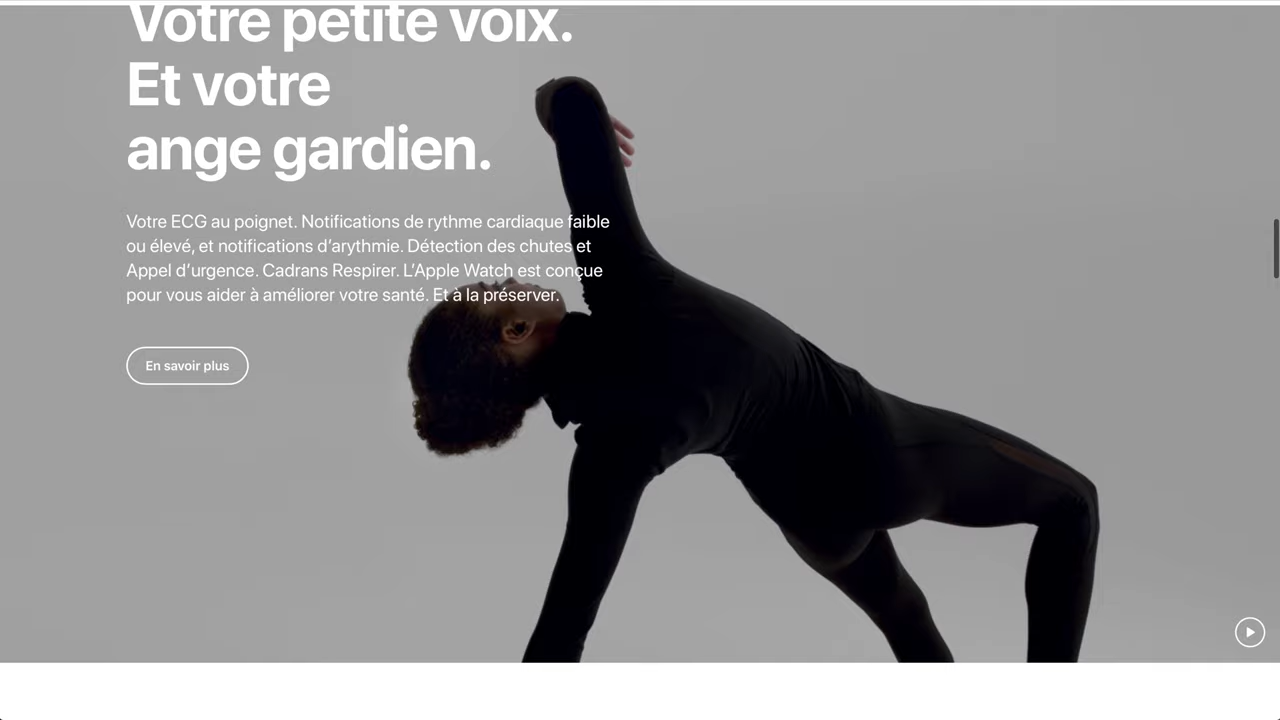 Votre petite voix.
Et votre
ange gardien.
Votre ECG au poignet. Notifications de rythme cardiaque faible
ou élevé, et notifications d’arythmie. Détection des chutes et
Appel d’urgence. Cadrans Respirer. L’Apple Watch est conçue
pour vous aider à améliorer votre santé. Et à la préserver.
En savoir plus